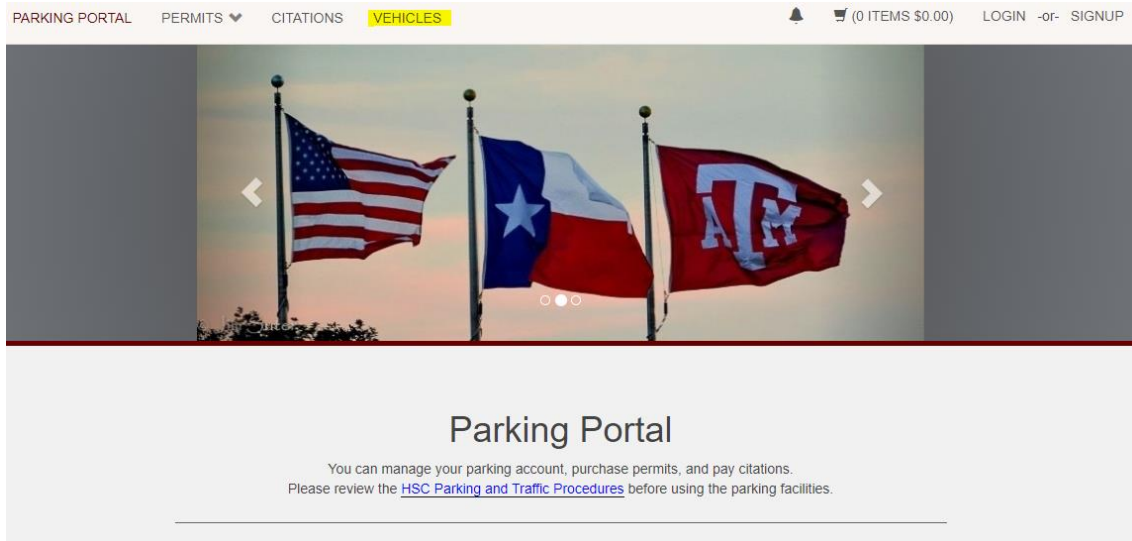 PARKING PORTAL PERMITS CITATIONS VEHICLES (0 ITEMS $0.00) LOGIN -or- SIGNUP
ATM
Parking Portal
You can manage your parking account, purchase permits, and pay citations.
Please review the HSC Parking and Traffic Procedures before using the parking facilities.